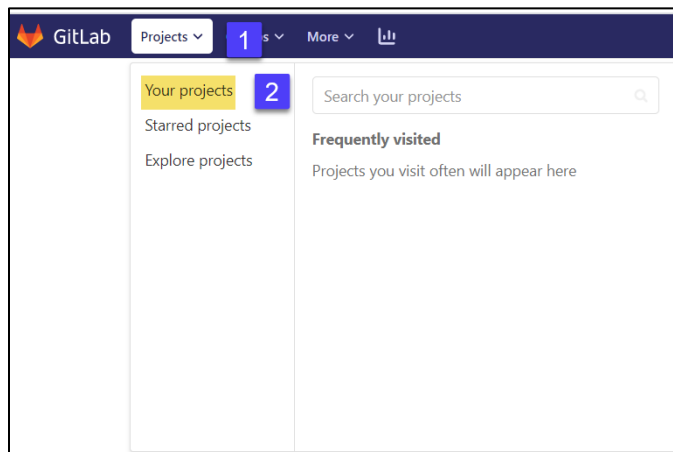 GitLab Projects 1 s More
Your projects 2
Starred projects
Explore projects
Search your projects
Frequently visited
Projects you visit often will appear here